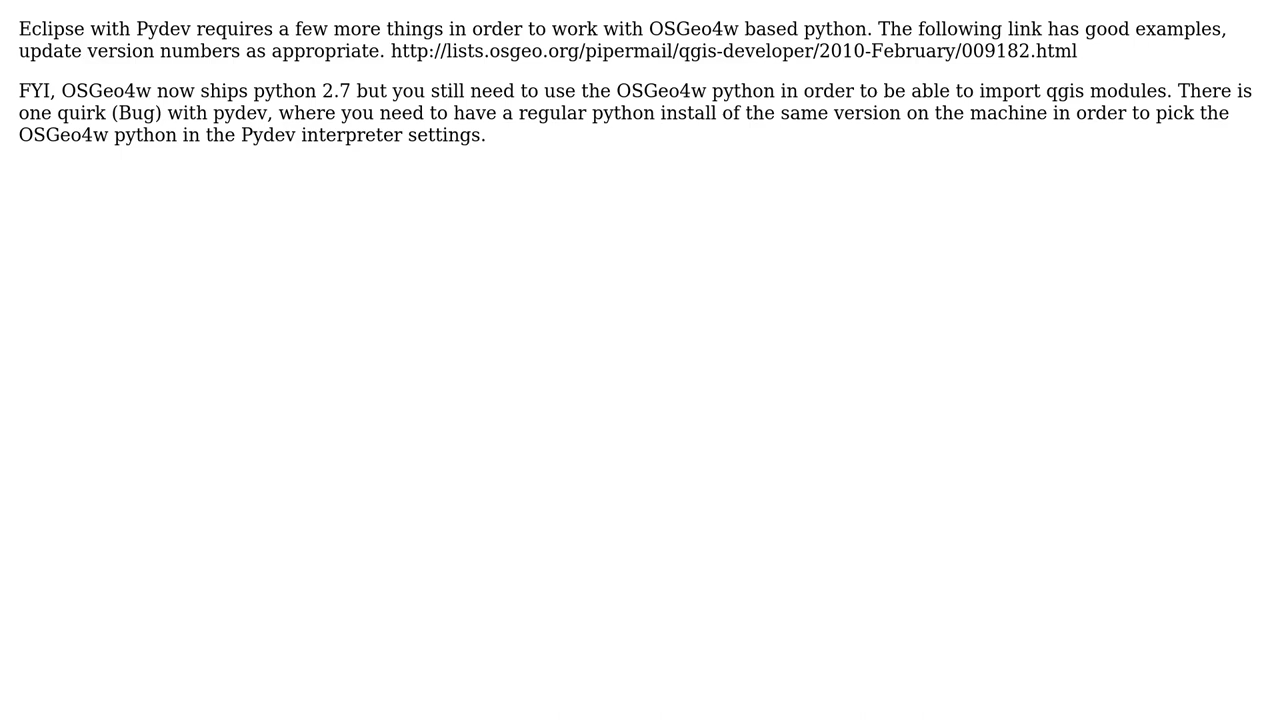 Eclipse with Pydev requires a few more things in order to work with OSGeo4w based python. The following link has good examples,
update version numbers as appropriate. http://lists.osgeo.org/pipermail/qgis-developer/2010-February/009182.html
FYI, OSGeo4w now ships python 2.7 but you still need to use the OSGeo4w python in order to be able to import qgis modules. There is
one quirk (Bug) with pydev, where you need to have a regular python install of the same version on the machine in order to pick the
OSGeo4w python in the Pydev interpreter settings.